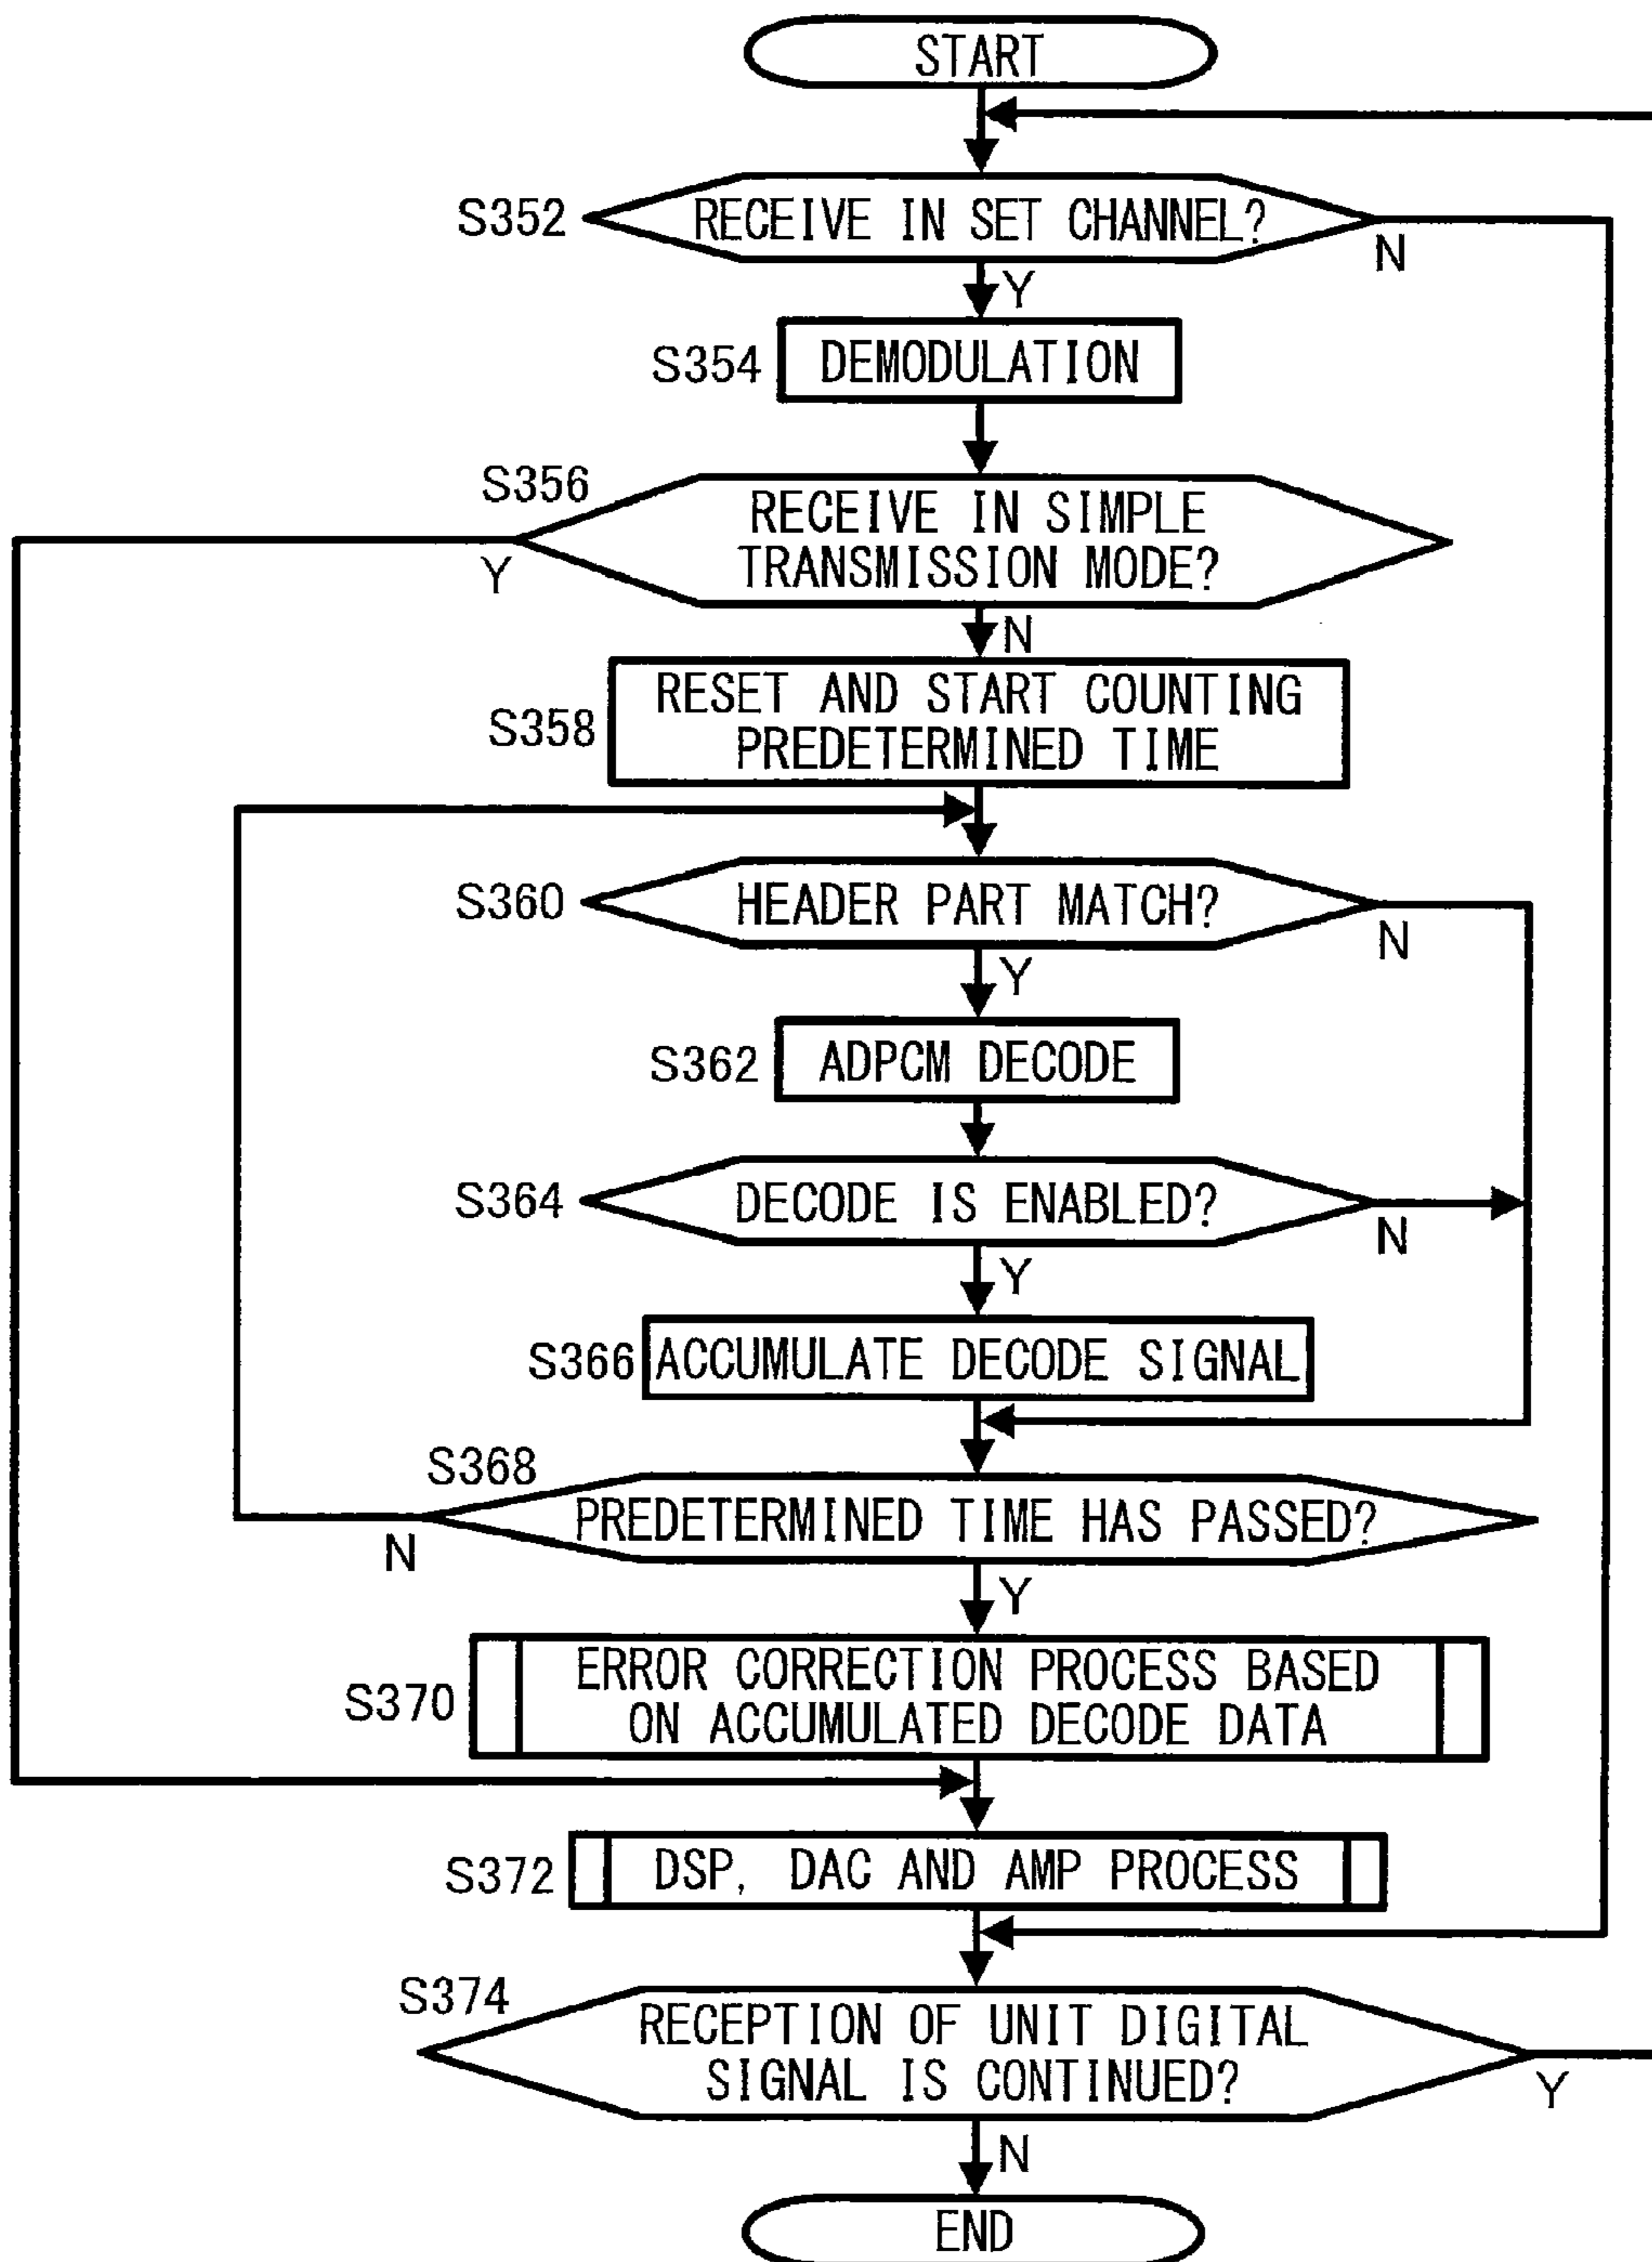 START
S352
RECEIVE IN SET CHANNEL?
N
Y
S354
DEMODULATION
S356
RECEIVE IN SIMPLE
TRANSMISSION MODE?
Y
N
S358
RESET AND START COUNTING
PREDETERMINED TIME
S360
HEADER PART MATCH?
N
Y
S362
ADPCM DECODE
S364
DECODE IS ENABLED?
N
Y
S366
ACCUMULATE DECODE SIGNAL
S368
PREDETERMINED TIME HAS PASSED?
N
Y
S370
ERROR CORRECTION PROCESS BASED
ON ACCUMULATED DECODE DATA
S372
DSP, DAC AND AMP PROCESS
S374
RECEPTION OF UNIT DIGITAL
SIGNAL IS CONTINUED?
Y
N
END